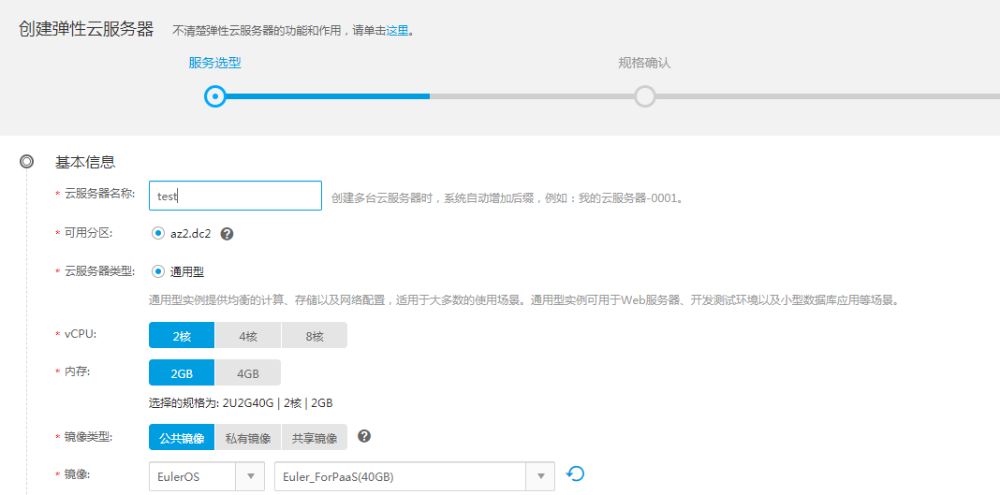 创建弹性云服务器 不清楚弹性云服务器的功能和作用，请单击这里。
服务选型 规格确认
基本信息
* 云服务器名称: test 创建多台云服务器时，系统自动增加后缀，例如：我的云服务器-0001。
* 可用分区: az2.dc2 ?
* 云服务器类型: 通用型
通用型实例提供均衡的计算、存储以及网络配置，适用于大多数的使用场景。通用型实例可用于Web服务器、开发测试环境以及小型数据库应用等场景。
* vCPU: 2核 4核 8核
* 内存: 2GB 4GB
选择的规格为: 2U2G40G | 2核 | 2GB
* 镜像类型: 公共镜像 私有镜像 共享镜像 ?
* 镜像: EulerOS Euler_ForPaaS(40GB)